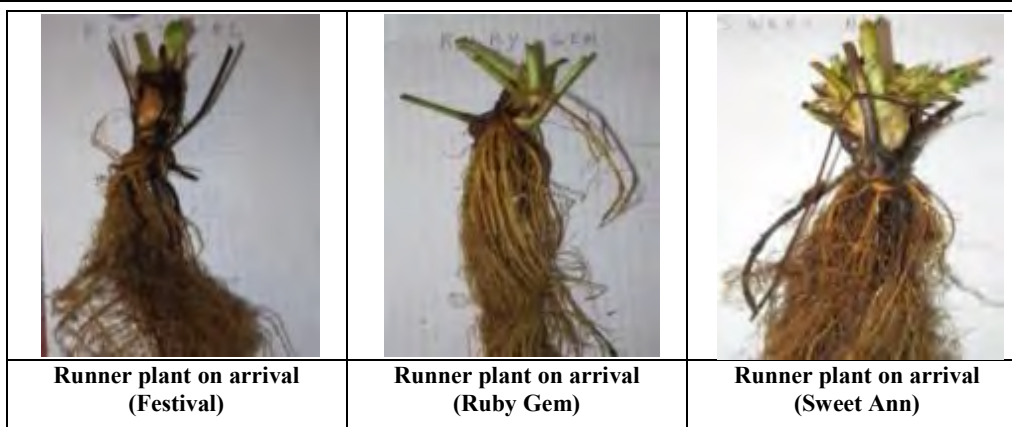 RUBY GEM
Runner plant on arrival
(Festival)
Runner plant on arrival
(Ruby Gem)
Runner plant on arrival
(Sweet Ann)